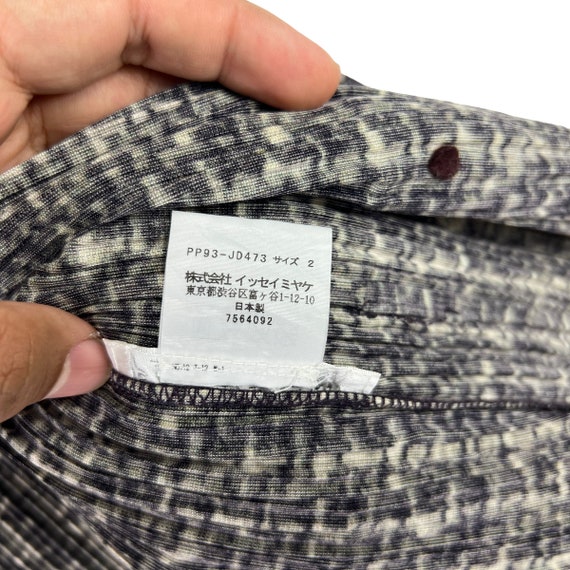 PP93-JD473 サイズ 2
株式会社 イッセイミヤケ
東京都渋谷区富ヶ谷1-12-10
日本製
7564092